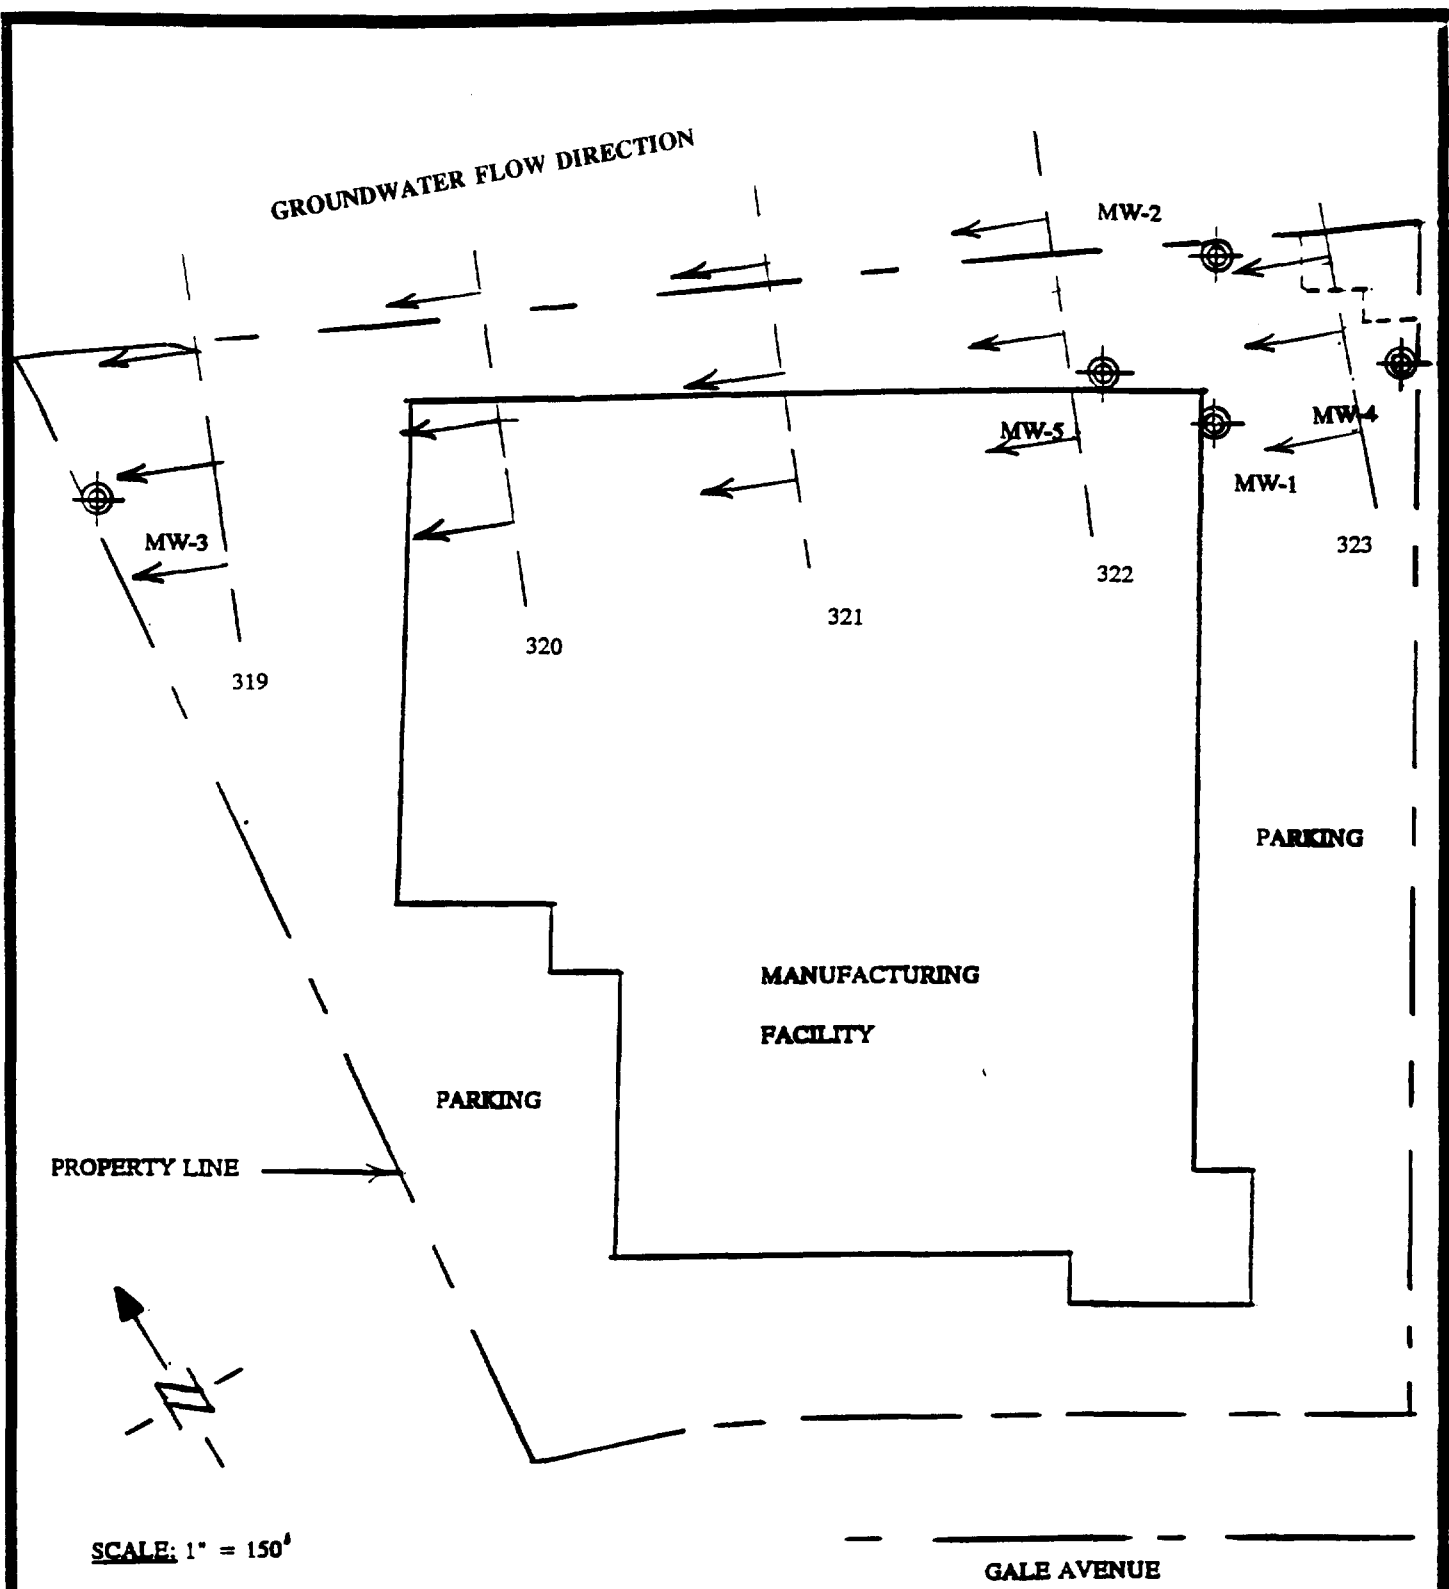 GROUNDWATER FLOW DIRECTION
MW-2
MW-4
MW-5
MW-1
MW-3
323
322
321
320
319
PARKING
MANUFACTURING
FACILITY
PARKING
PROPERTY LINE
N
SCALE: 1" = 150'
GALE AVENUE